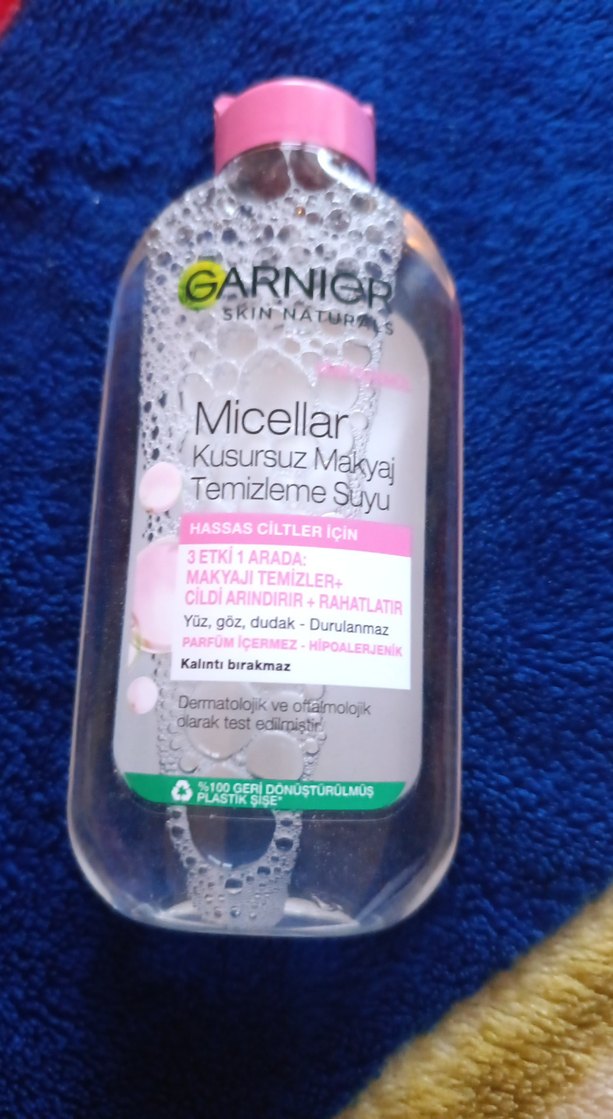 GARNIER
SKIN NATURALS
Micellar
Kusursuz Makyaj
Temizleme Suyu
HASSAS CİLTLER İÇİN
3 ETKİ 1 ARADA:
MAKYAJI TEMİZLER+
CİLDİ ARINDIRIR + RAHATLATIR
Yüz, göz, dudak - Durulanmaz
PARFÜM İÇERMEZ - HİPOALERJENİK
Kalıntı bırakmaz
Dermatolojik ve oftalmolojik
olarak test edilmiştir.
%100 GERİ DÖNÜŞTÜRÜLMÜŞ
PLASTİK ŞİŞE*